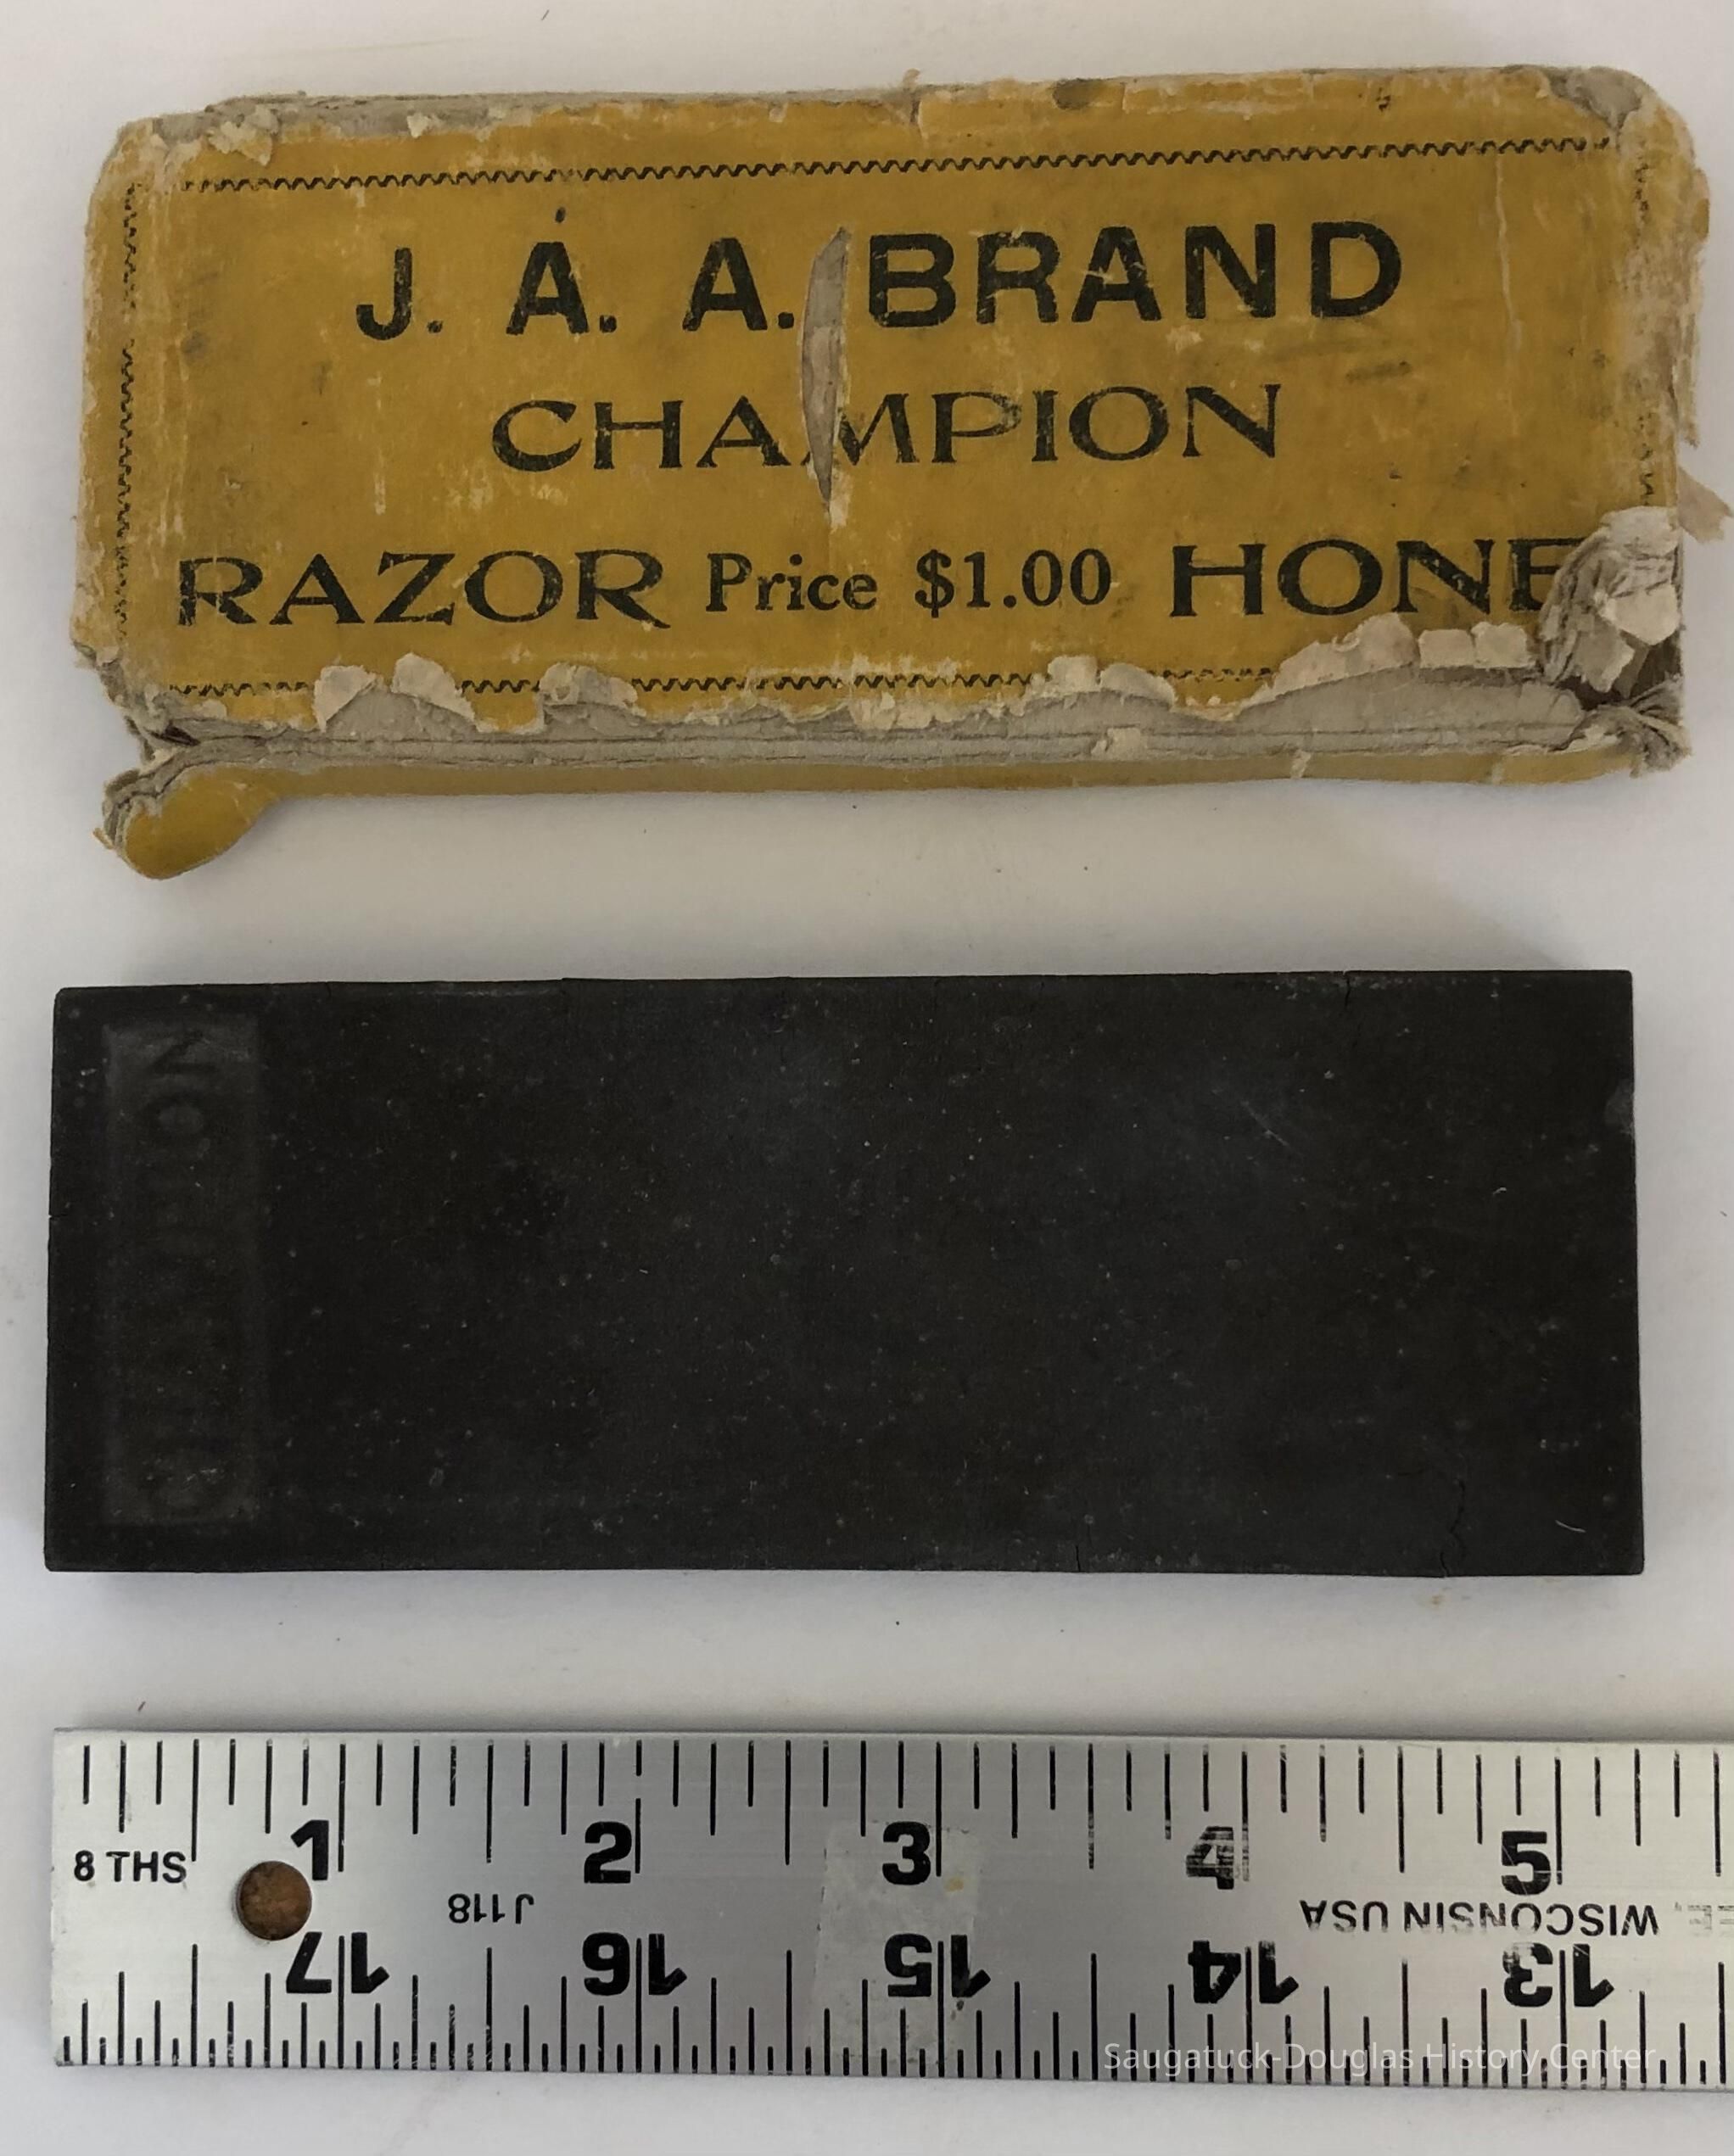 J. A. A. BRAND
CHAMPION
RAZOR Price $1.00 HONE
8 THS
1 2 3 4 5
J118
WISCONSIN USA
17 16 15 14 13
Saugatuck-Douglas History Center